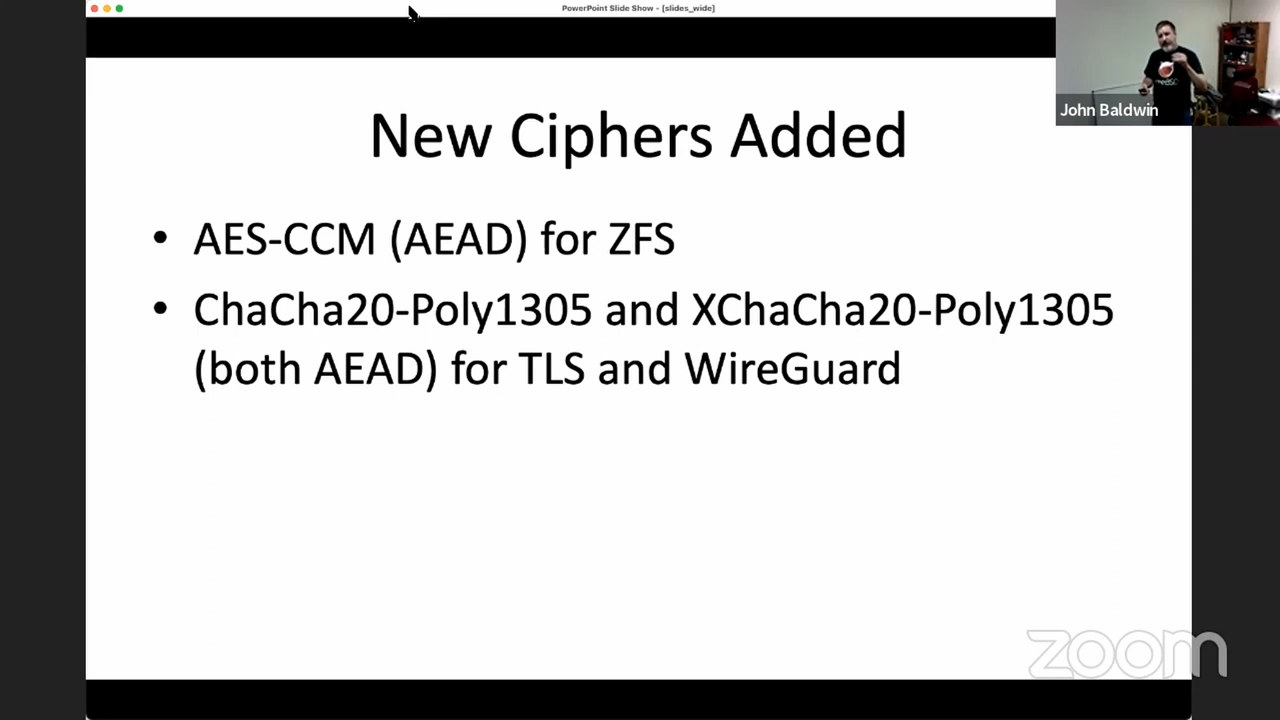 PowerPoint Slide Show - [slides_wide]
John Baldwin
New Ciphers Added
• AES-CCM (AEAD) for ZFS
• ChaCha20-Poly1305 and XChaCha20-Poly1305
(both AEAD) for TLS and WireGuard
zoom